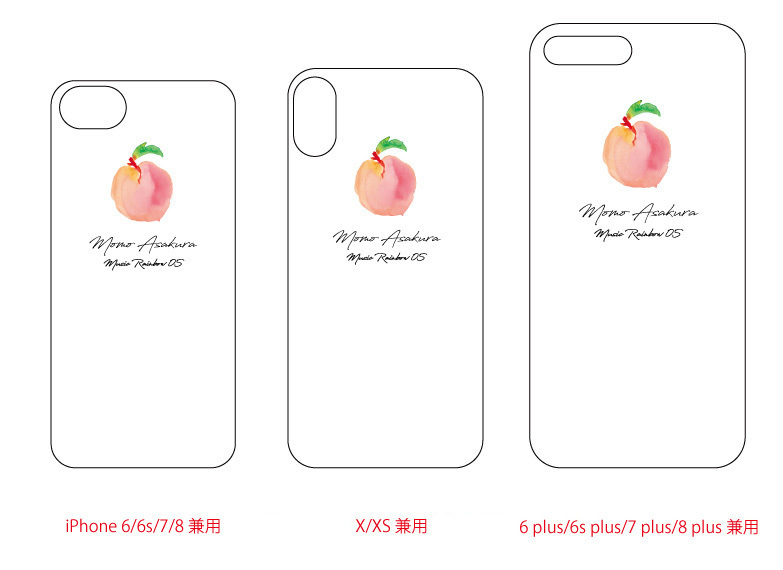 Momo Asakura
Music Rainbow 05
Momo Asakura
Music Rainbow 05
Momo Asakura
Music Rainbow 05
iPhone 6/6s/7/8 兼用
X/XS 兼用
6 plus/6s plus/7 plus/8 plus 兼用